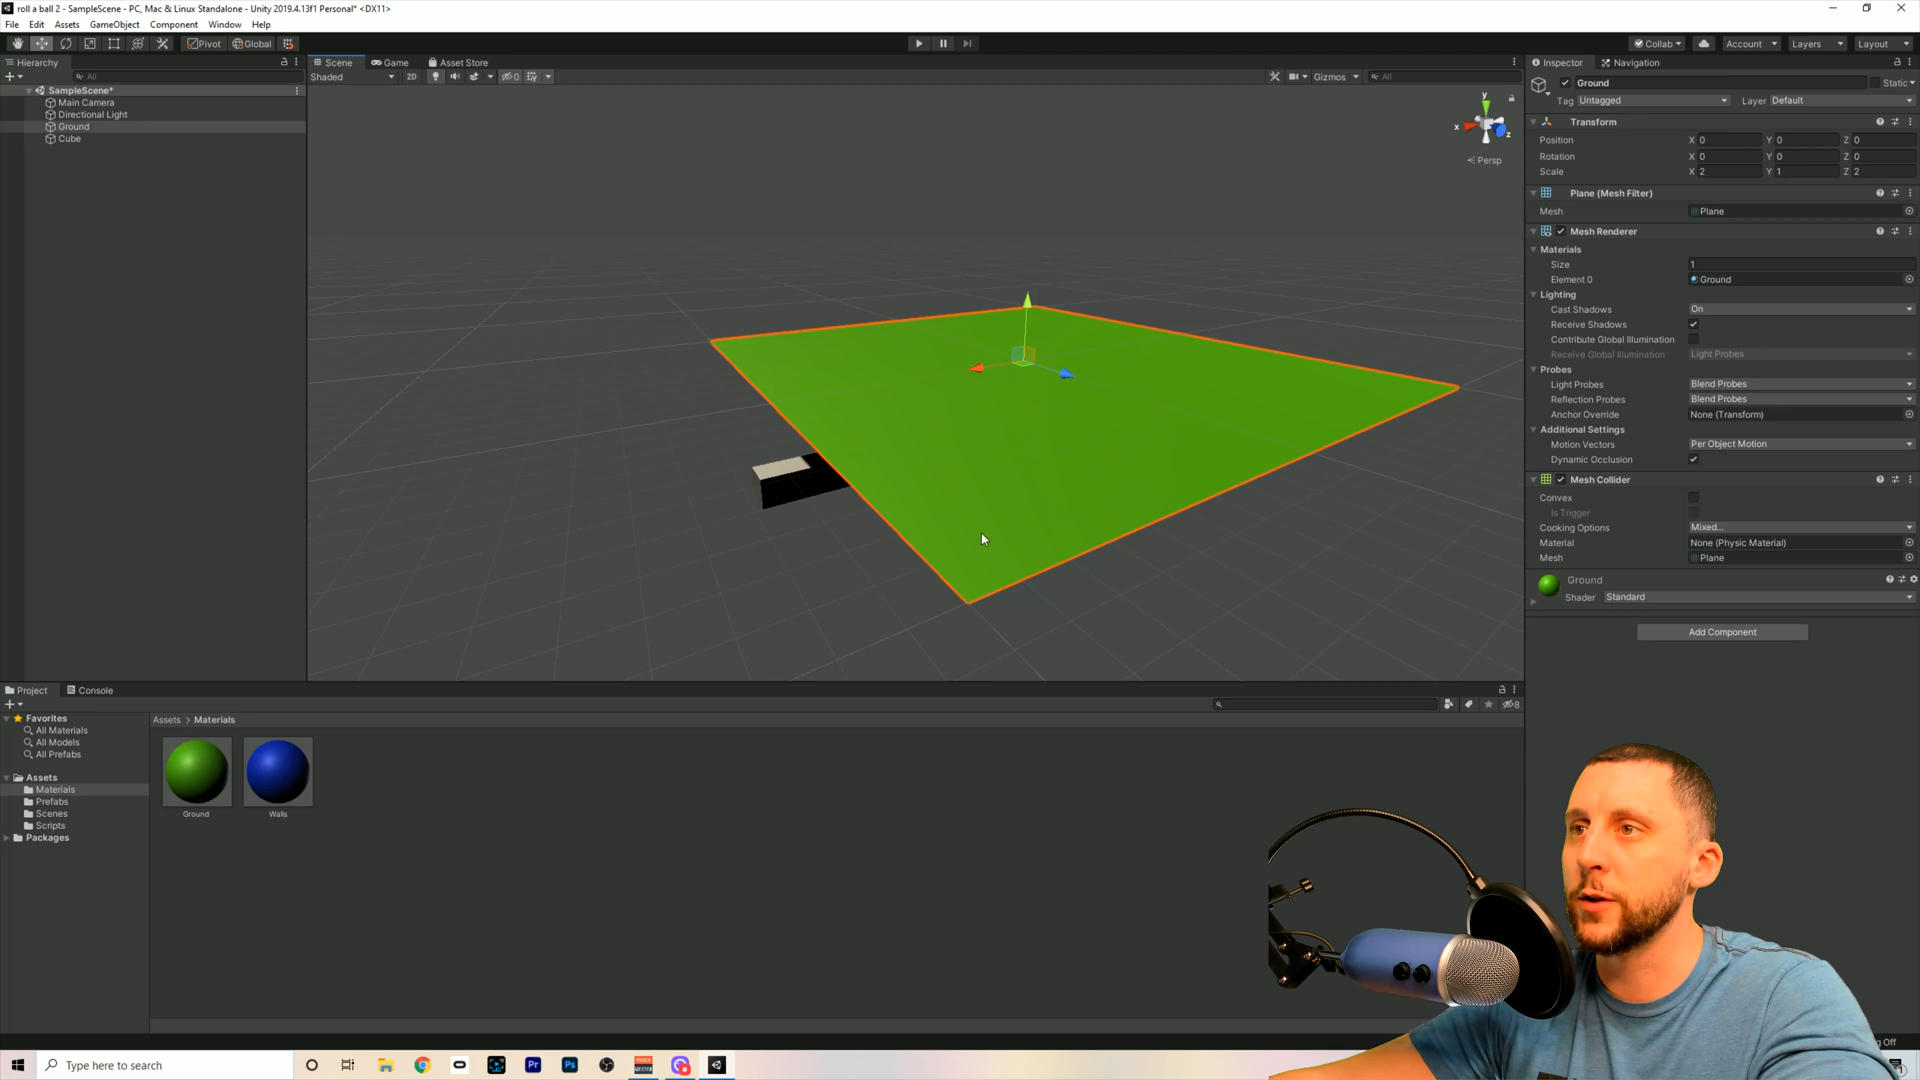 roll a ball 2 - SampleScene - PC, Mac & Linux Standalone - Unity 2019.4.13f1 Personal* <DX11>
File Edit Assets GameObject Component Window Help
Pivot Global Collab Account Layers Layout
Hierarchy
All
SampleScene*
Main Camera
Directional Light
Ground
Cube
Scene Game Asset Store
Shaded 2D 0 Gizmos All
y
x
z
Persp
Inspector Navigation
Ground Static
Tag Untagged Layer Default
Transform
Position X 0 Y 0 Z 0
Rotation X 0 Y 0 Z 0
Scale X 2 Y 1 Z 2
Plane (Mesh Filter)
Mesh Plane
Mesh Renderer
Materials
Size 1
Element 0 Ground
Lighting
Cast Shadows On
Receive Shadows
Contribute Global Illumination
Receive Global Illumination Light Probes
Probes
Light Probes Blend Probes
Reflection Probes Blend Probes
Anchor Override None (Transform)
Additional Settings
Motion Vectors Per Object Motion
Dynamic Occlusion
Mesh Collider
Convex
Is Trigger
Cooking Options Mixed...
Material None (Physic Material)
Mesh Plane
Ground
Shader Standard
Add Component
Project Console
8
Favorites
All Materials
All Models
All Prefabs
Assets
Materials
Prefabs
Scenes
Scripts
Packages
Assets > Materials
Ground
Walls
g Off
Type here to search
Pr
Ps